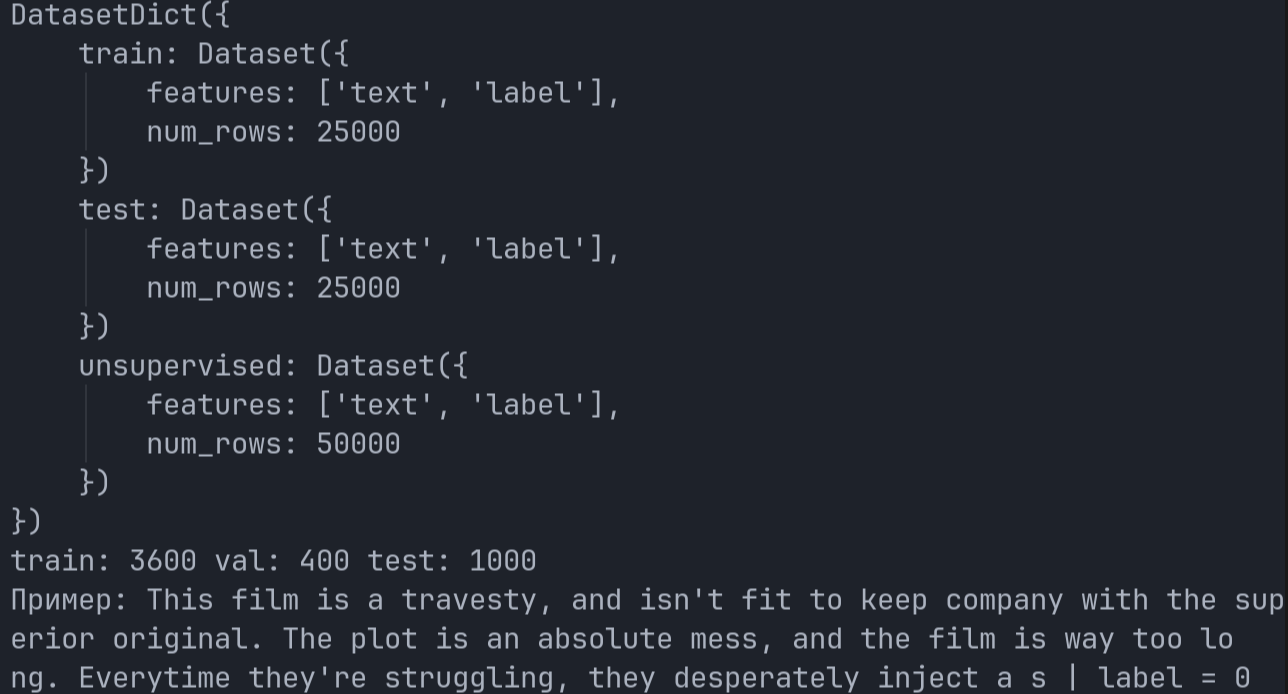 DatasetDict({
    train: Dataset({
        features: ['text', 'label'],
        num_rows: 25000
    })
    test: Dataset({
        features: ['text', 'label'],
        num_rows: 25000
    })
    unsupervised: Dataset({
        features: ['text', 'label'],
        num_rows: 50000
    })
})
train: 3600 val: 400 test: 1000
Пример: This film is a travesty, and isn't fit to keep company with the sup
erior original. The plot is an absolute mess, and the film is way too lo
ng. Everytime they're struggling, they desperately inject a s | label = 0